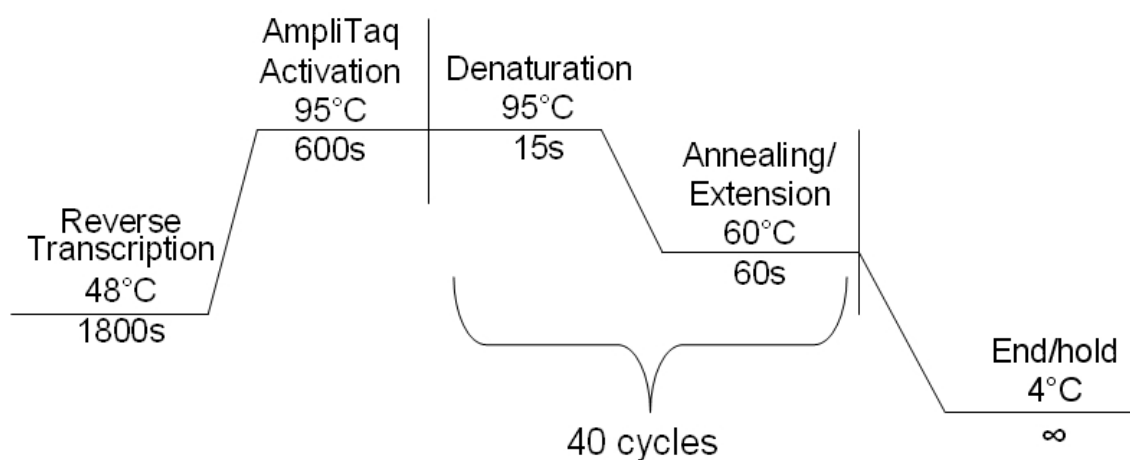 Reverse
Transcription
48°C
1800s
AmpliTaq
Activation
95°C
600s
Denaturation
95°C
15s
Annealing/
Extension
60°C
60s
40 cycles
End/hold
4°C
∞